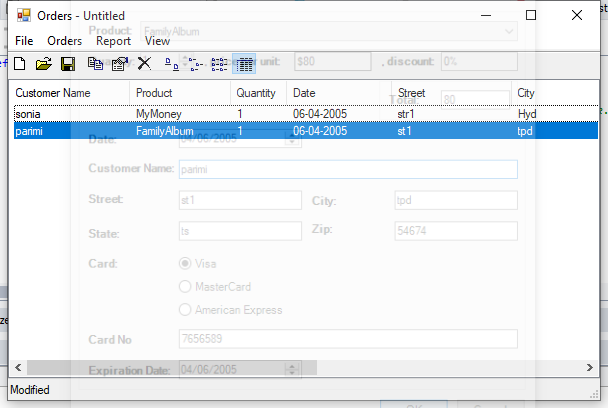 Orders - Untitled
Product: FamilyAlbum
File Orders Report View
unit: $80 , discount: 0%
Total: 80
Customer Name Product Quantity Date Street City
sonia MyMoney 1 06-04-2005 str1 Hyd
parimi FamilyAlbum 1 06-04-2005 st1 tpd
Date: 04/06/2005
Customer Name: parimi
Street: st1 City: tpd
State: ts Zip: 54674
Card: Visa
MasterCard
American Express
Card No 7656589
Expiration Date: 04/06/2005
Modified